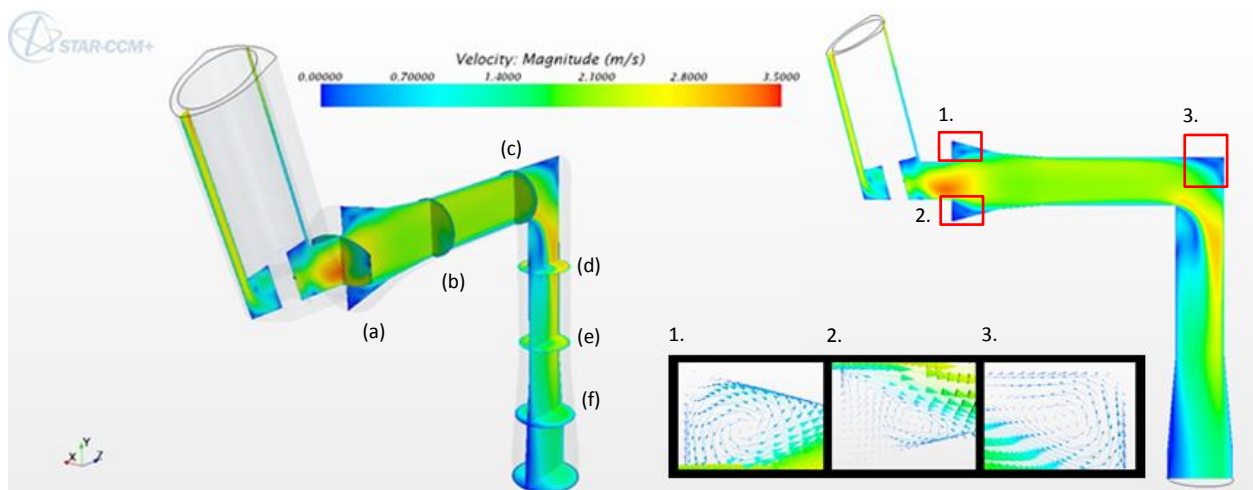 STAR-CCM+
Velocity: Magnitude (m/s)
0.00000 0.70000 1.4000 2.1000 2.8000 3.5000
(a)
(b)
(c)
(d)
(e)
(f)
1.
2.
3.
1. 2. 3.
Y
X Z